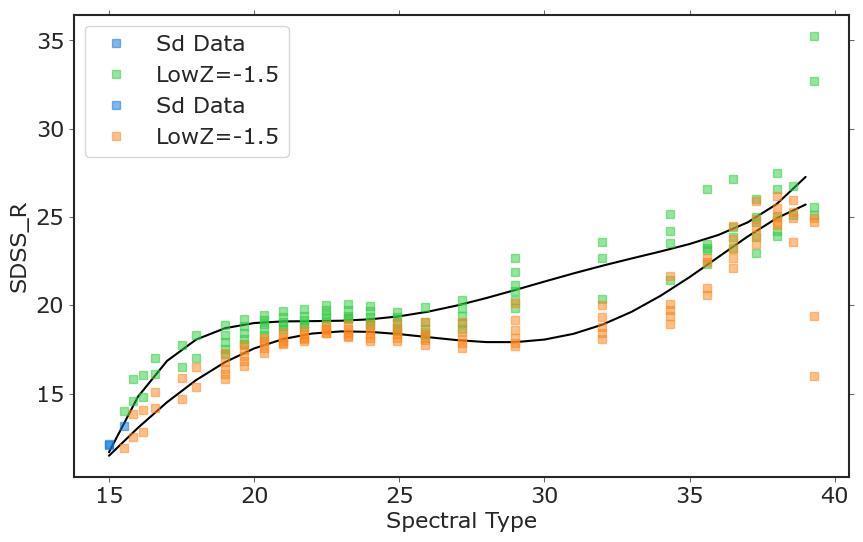 35
30
25
20
15
SDSS_R
Sd Data
LowZ=-1.5
Sd Data
LowZ=-1.5
15 20 25 30 35 40
Spectral Type